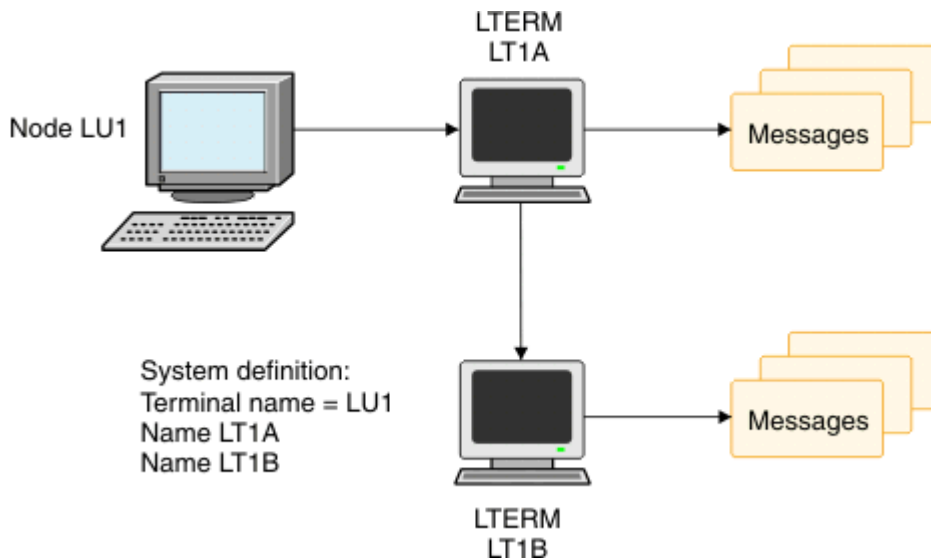 LTERM
LT1A
Node LU1
Messages
System definition:
Terminal name = LU1
Name LT1A
Name LT1B
Messages
LTERM
LT1B